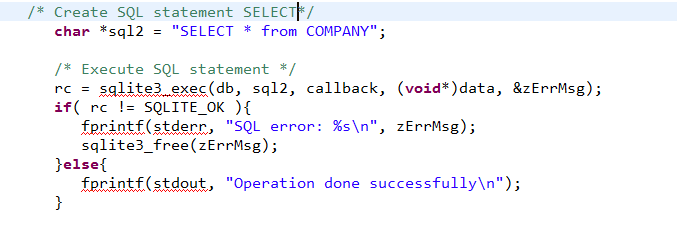 /* Create SQL statement SELECT*/
char *sql2 = "SELECT * from COMPANY";
/* Execute SQL statement */
rc = sqlite3_exec(db, sql2, callback, (void*)data, &zErrMsg);
if( rc != SQLITE_OK ){
fprintf(stderr, "SQL error: %s\n", zErrMsg);
sqlite3_free(zErrMsg);
}else{
fprintf(stdout, "Operation done successfully\n");
}